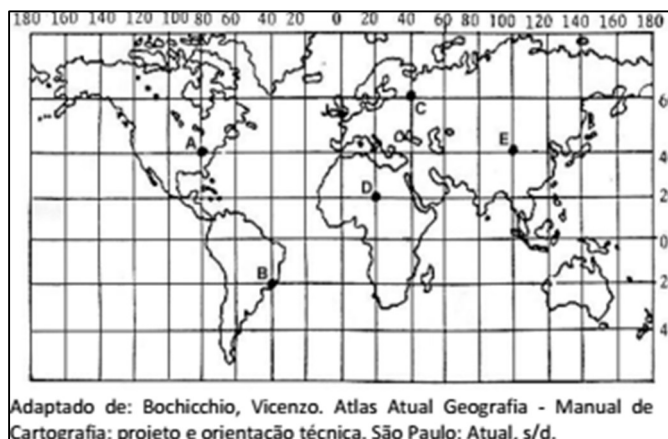 180 160 140 120 100 80 60 40 20 0 20 40 60 80 100 120 140 160 180
6
A
C
E
4
D
2
0
B
2
4
Adaptado de: Bochicchio, Vicenzo. Atlas Atual Geografia - Manual de
Cartografia: projeto e orientação técnica. São Paulo: Atual, s/d.